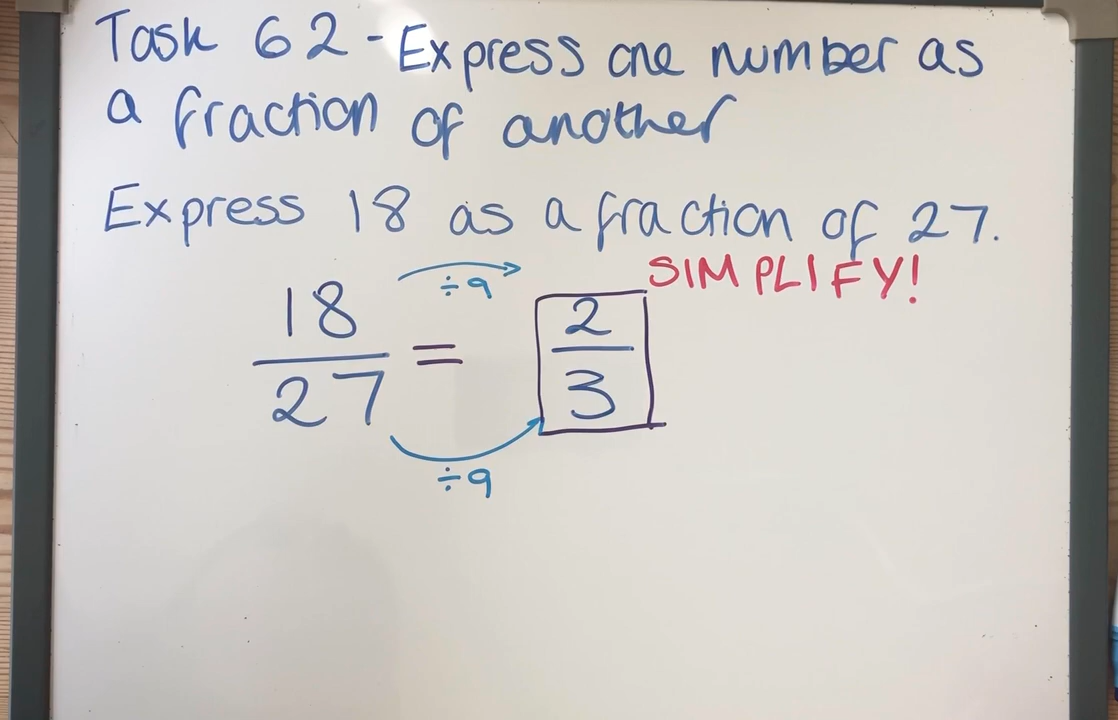 Task 62 - Express one number as
a fraction of another
Express 18 as a fraction of 27.
SIMPLIFY!
÷9
18/27 = 2/3
÷9